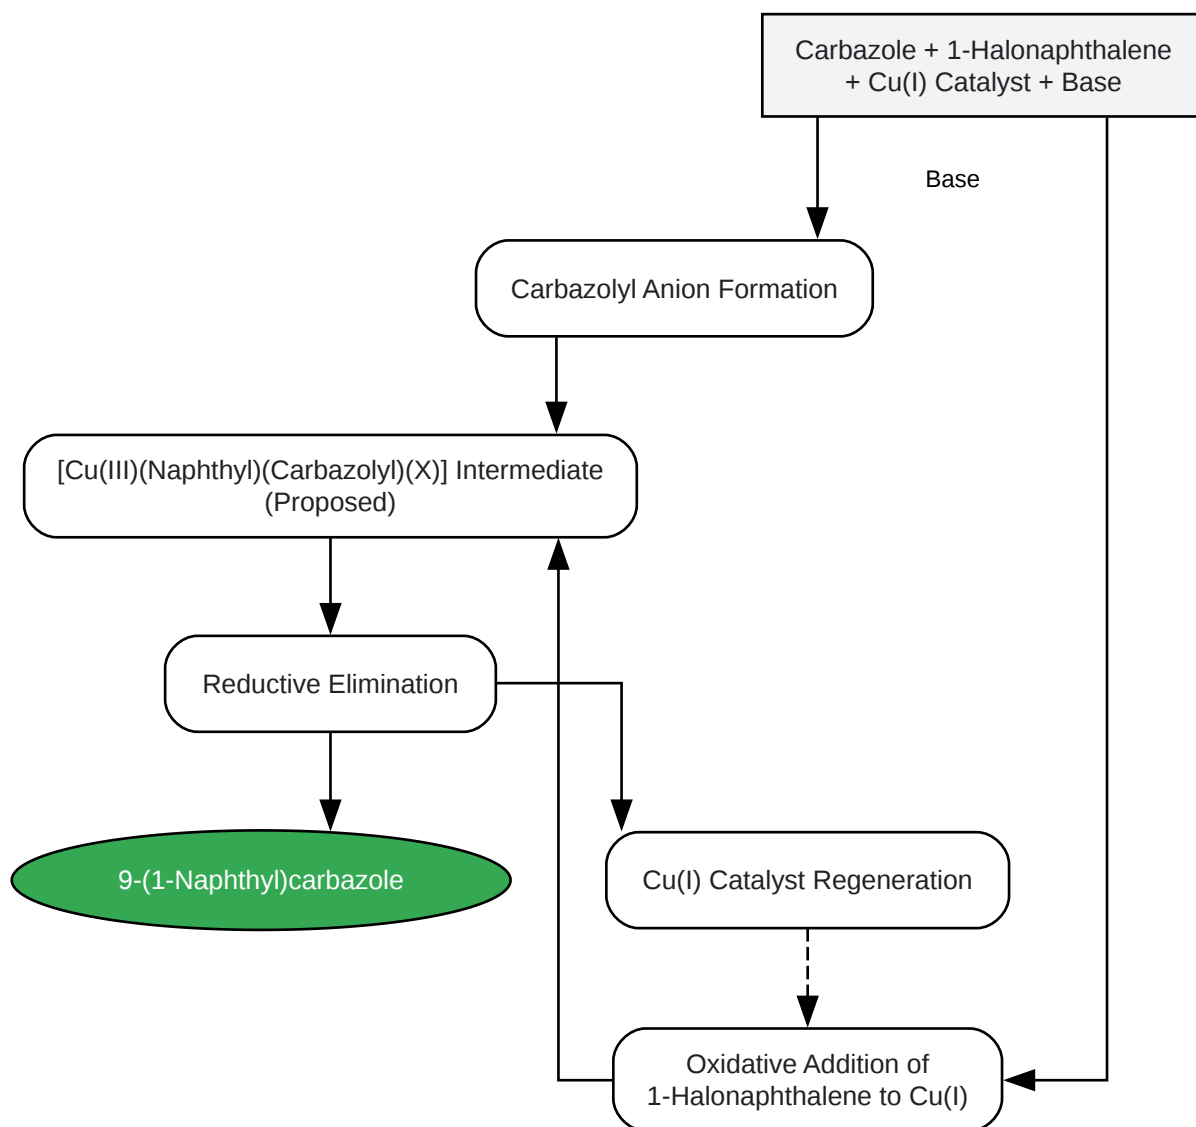 Carbazole + 1-Halonaphthalene
+ Cu(I) Catalyst + Base
Base
Carbazolyl Anion Formation
[Cu(III)(Naphthyl)(Carbazolyl)(X)] Intermediate
(Proposed)
Reductive Elimination
9-(1-Naphthyl)carbazole
Cu(I) Catalyst Regeneration
Oxidative Addition of
1-Halonaphthalene to Cu(I)